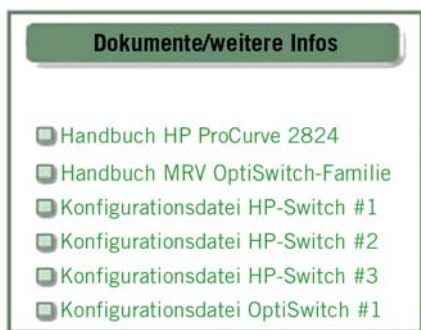 Dokumente/weitere Infos
Handbuch HP ProCurve 2824
Handbuch MRV OptiSwitch-Familie
Konfigurationsdatei HP-Switch #1
Konfigurationsdatei HP-Switch #2
Konfigurationsdatei HP-Switch #3
Konfigurationsdatei OptiSwitch #1